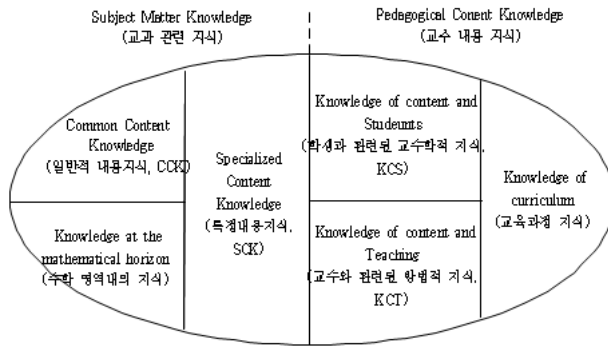 Subject Matter Knowledge
(교과 관련 지식)
Pedagogical Conent Knowledge
(교수 내용 지식)
Common Content
Knowledge
(일반적 내용지식, CCK)
Knowledge at the
mathematical horizon
(수학 영역내의 지식)
Specialized
Content
Knowledge
(특정내용지식,
SCK)
Knowledge of content and
Studeunts
(학생과 관련된 교수학적 지식,
KCS)
Knowledge of content and
Teaching
(교수와 관련된 방법적 지식,
KCT)
Knowledge of
curriculum
(교육과정 지식)